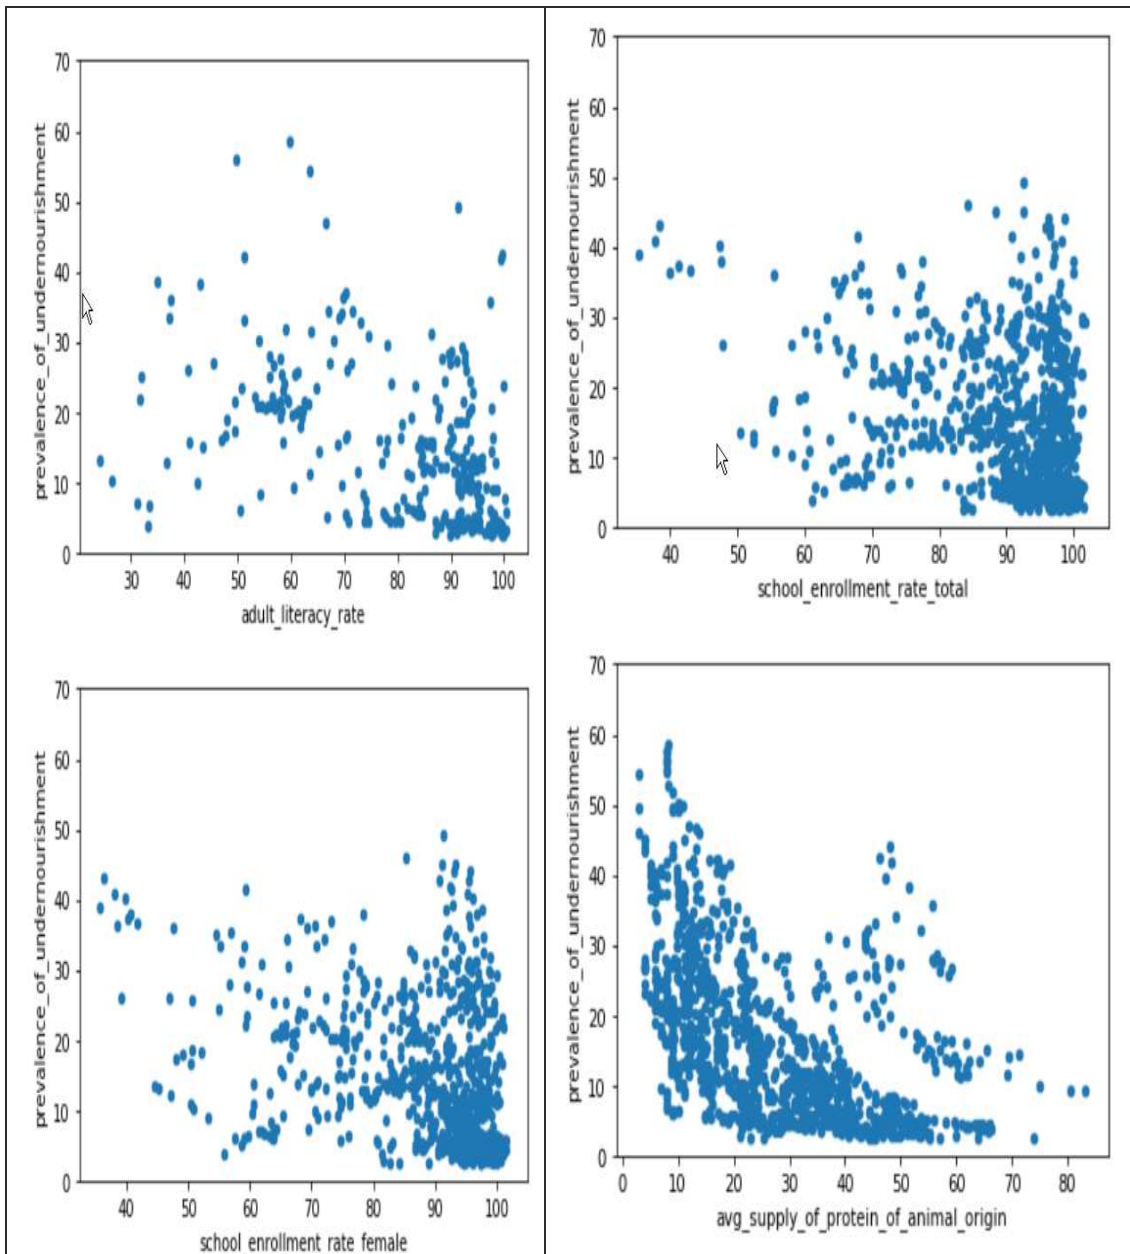 70
60
50
40
30
20
10
0
prevalence_of_undernourishment
30 40 50 60 70 80 90 100
adult_literacy_rate
70
60
50
40
30
20
10
0
prevalence_of_undernourishment
40 50 60 70 80 90 100
school_enrollment_rate_total
70
60
50
40
30
20
10
0
prevalence_of_undernourishment
40 50 60 70 80 90 100
school_enrollment_rate_female
70
60
50
40
30
20
10
0
prevalence_of_undernourishment
0 10 20 30 40 50 60 70 80
avg_supply_of_protein_of_animal_origin